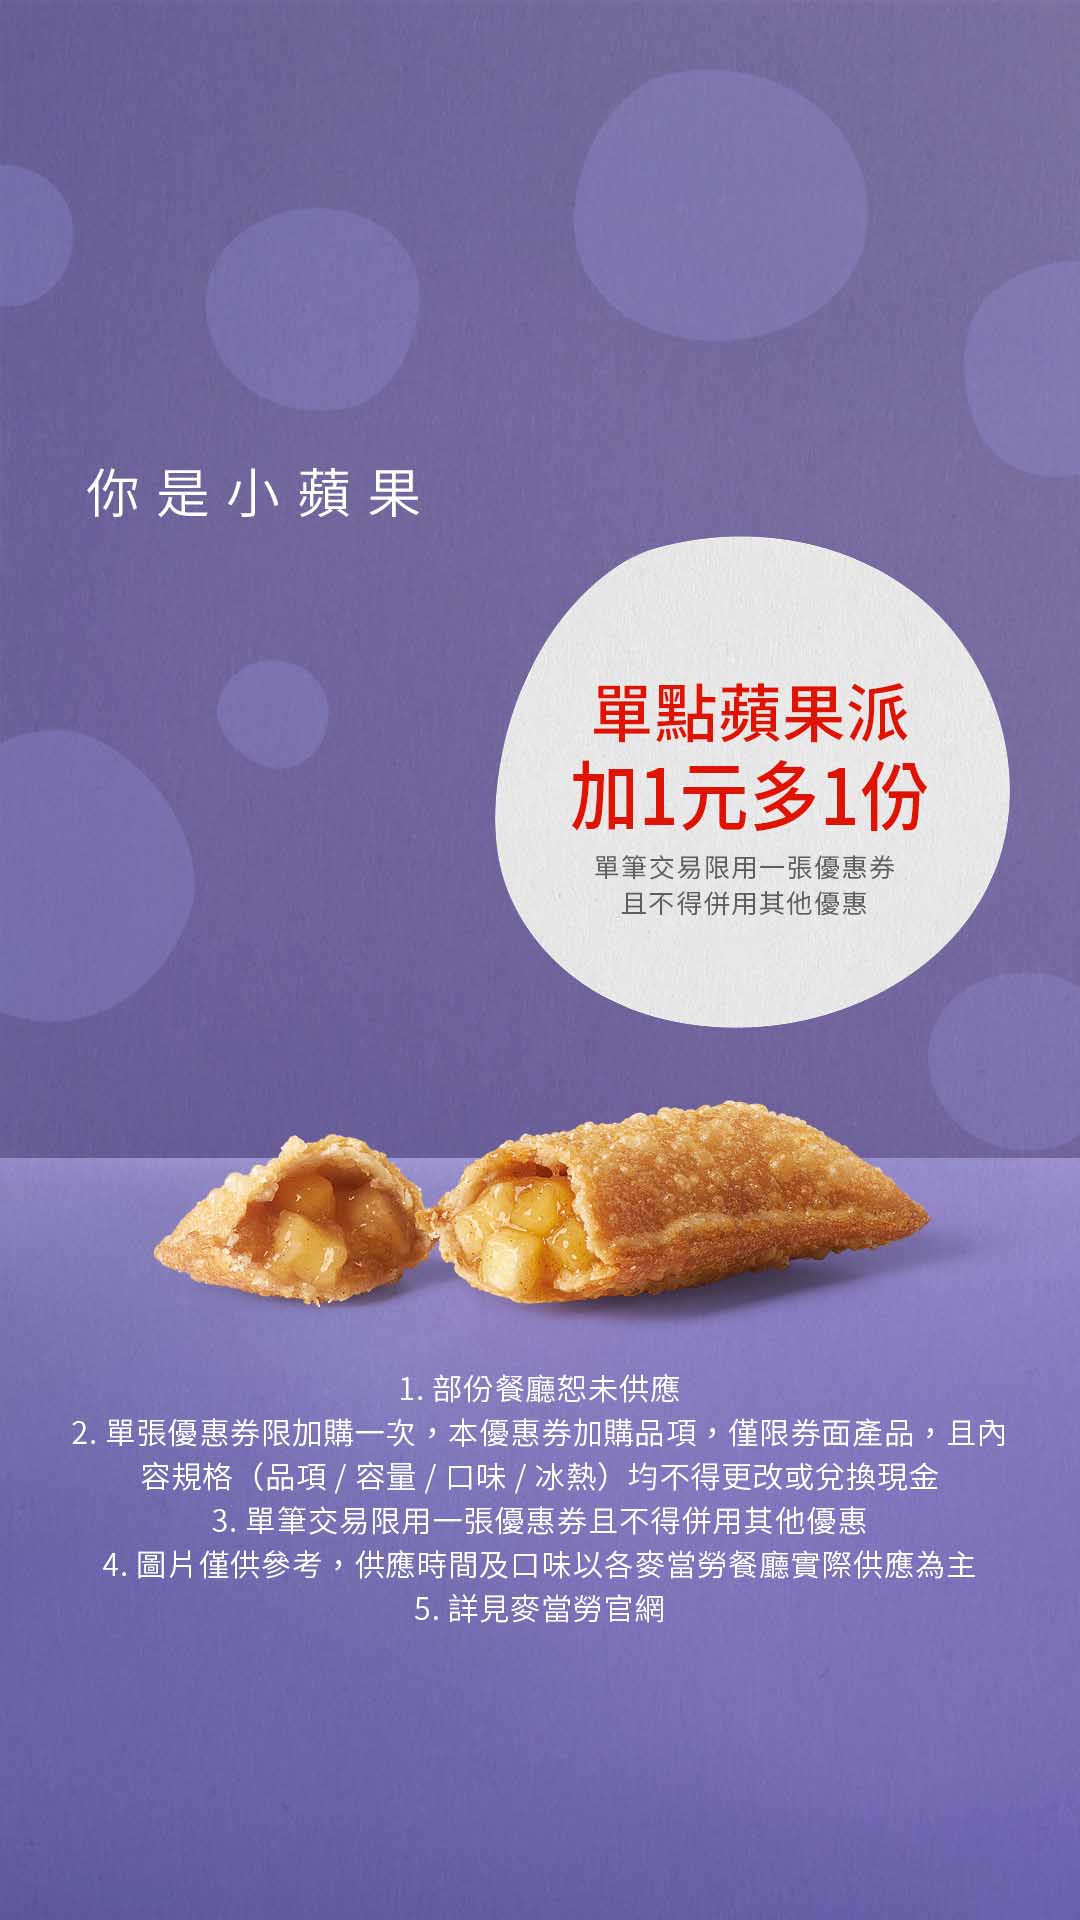 你是小蘋果
單點蘋果派
加1元多1份
單筆交易限用一張優惠券
且不得併用其他優惠
1. 部份餐廳恕未供應
2. 單張優惠券限加購一次，本優惠券加購品項，僅限券面產品，且內
容規格（品項 / 容量 / 口味 / 冰熱）均不得更改或兌換現金
3. 單筆交易限用一張優惠券且不得併用其他優惠
4. 圖片僅供參考，供應時間及口味以各麥當勞餐廳實際供應為主
5. 詳見麥當勞官網